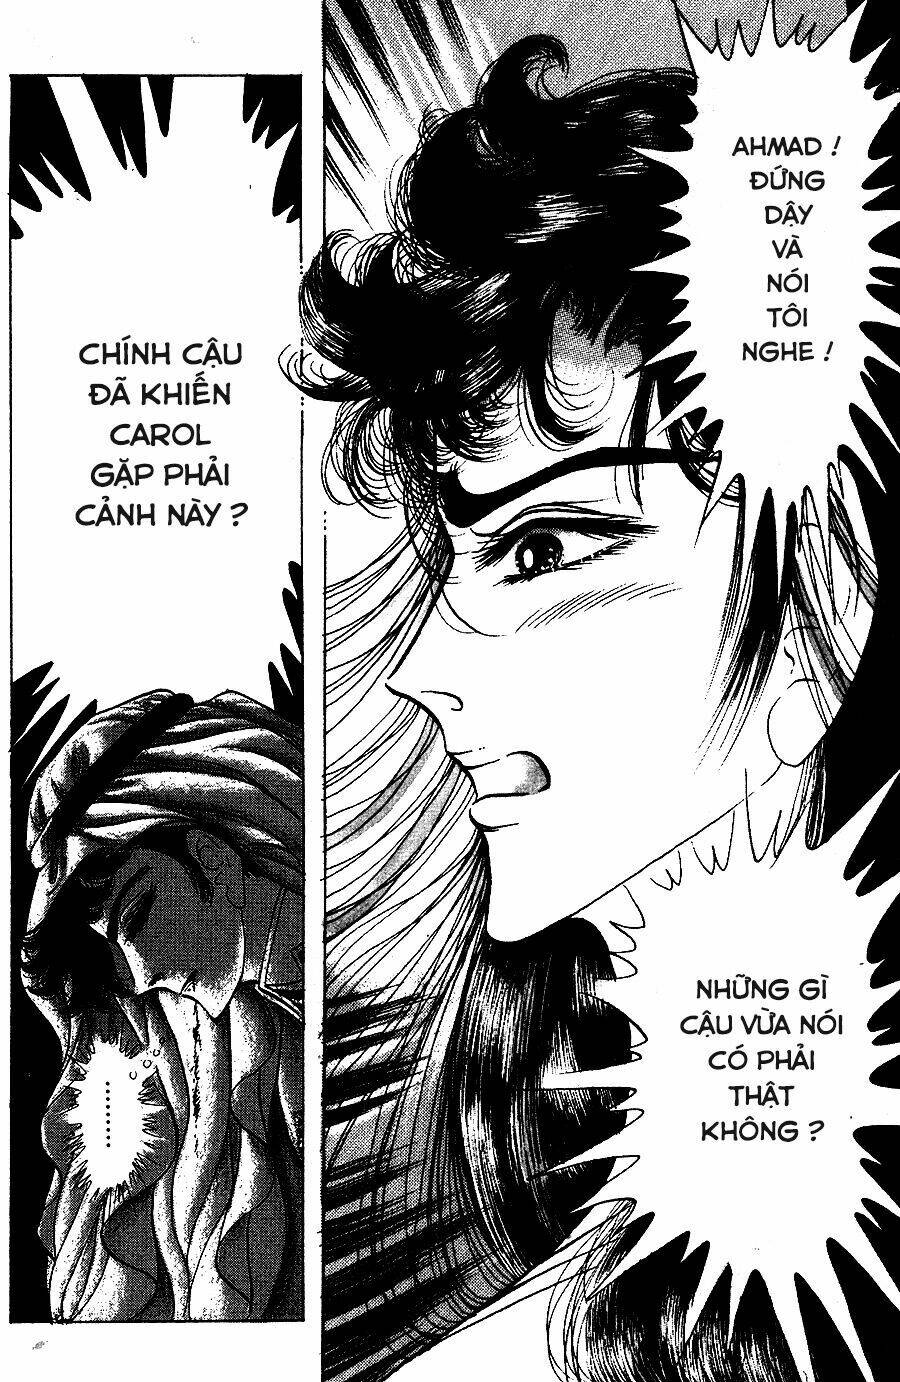 AHMAD !
ĐỨNG
DẬY
VÀ
NÓI
TÔI
NGHE !
NHỮNG GÌ
CẬU VỪA NÓI
CÓ PHẢI
THẬT
KHÔNG ?
CHÍNH CẬU
ĐÃ KHIẾN
CAROL
GẶP PHẢI
CẢNH NÀY ?
.........